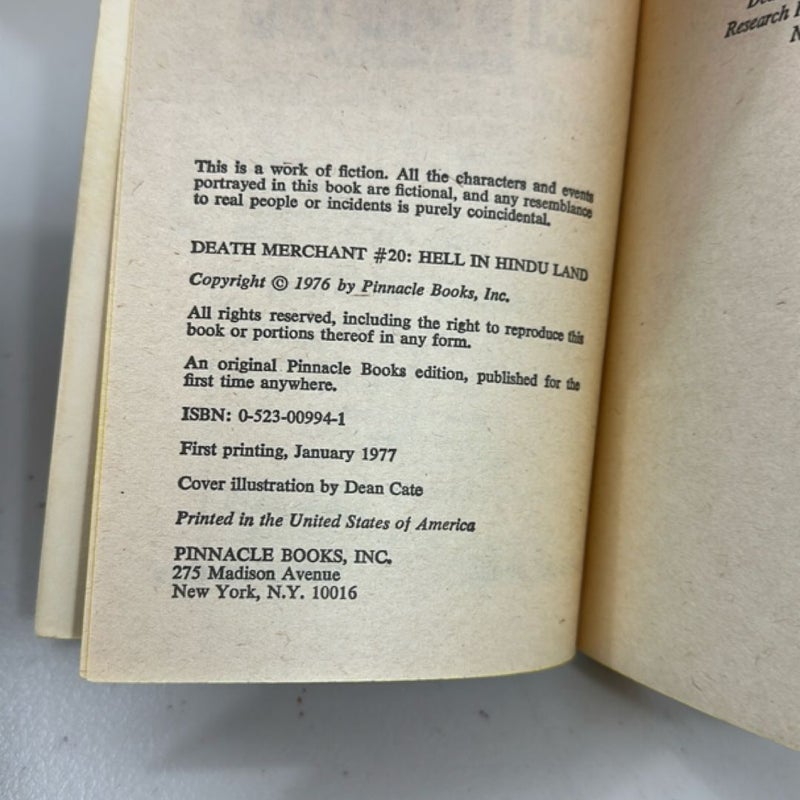 This is a work of fiction. All the characters and events
portrayed in this book are fictional, and any resemblance
to real people or incidents is purely coincidental.
DEATH MERCHANT #20: HELL IN HINDU LAND
Copyright © 1976 by Pinnacle Books, Inc.
All rights reserved, including the right to reproduce this
book or portions thereof in any form.
An original Pinnacle Books edition, published for the
first time anywhere.
ISBN: 0-523-00994-1
First printing, January 1977
Cover illustration by Dean Cate
Printed in the United States of America
PINNACLE BOOKS, INC.
275 Madison Avenue
New York, N.Y. 10016
Research